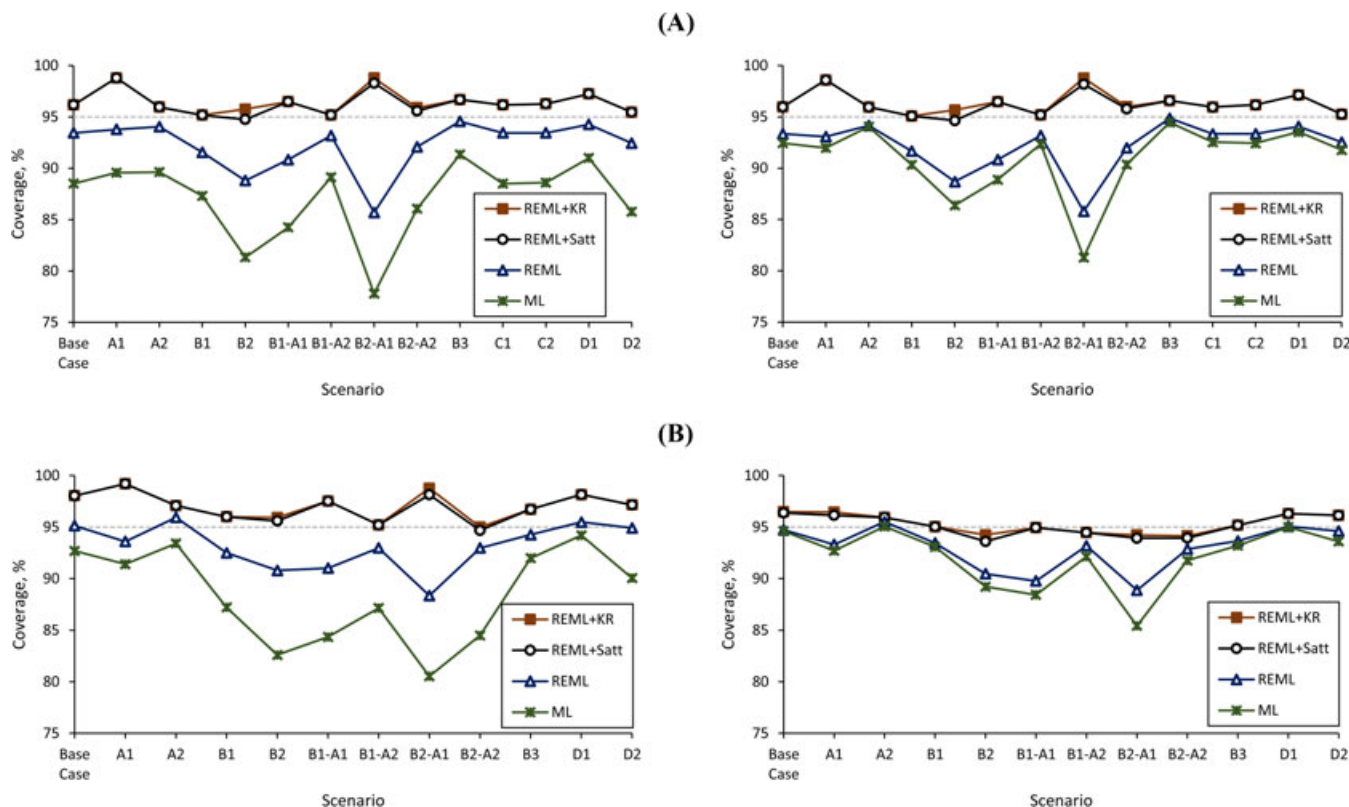 (A)
Coverage, %
100
95
90
85
80
75
REML+KR
REML+Satt
REML
ML
Base Case
A1
A2
B1
B2
B1-A1
B1-A2
B2-A1
B2-A2
B3
C1
C2
D1
D2
Scenario
Coverage, %
100
95
90
85
80
75
REML+KR
REML+Satt
REML
ML
Base Case
A1
A2
B1
B2
B1-A1
B1-A2
B2-A1
B2-A2
B3
C1
C2
D1
D2
Scenario
(B)
Coverage, %
100
95
90
85
80
75
REML+KR
REML+Satt
REML
ML
Base Case
A1
A2
B1
B2
B1-A1
B1-A2
B2-A1
B2-A2
B3
D1
D2
Scenario
Coverage, %
100
95
90
85
80
75
REML+KR
REML+Satt
REML
ML
Base Case
A1
A2
B1
B2
B1-A1
B1-A2
B2-A1
B2-A2
B3
D1
D2
Scenario